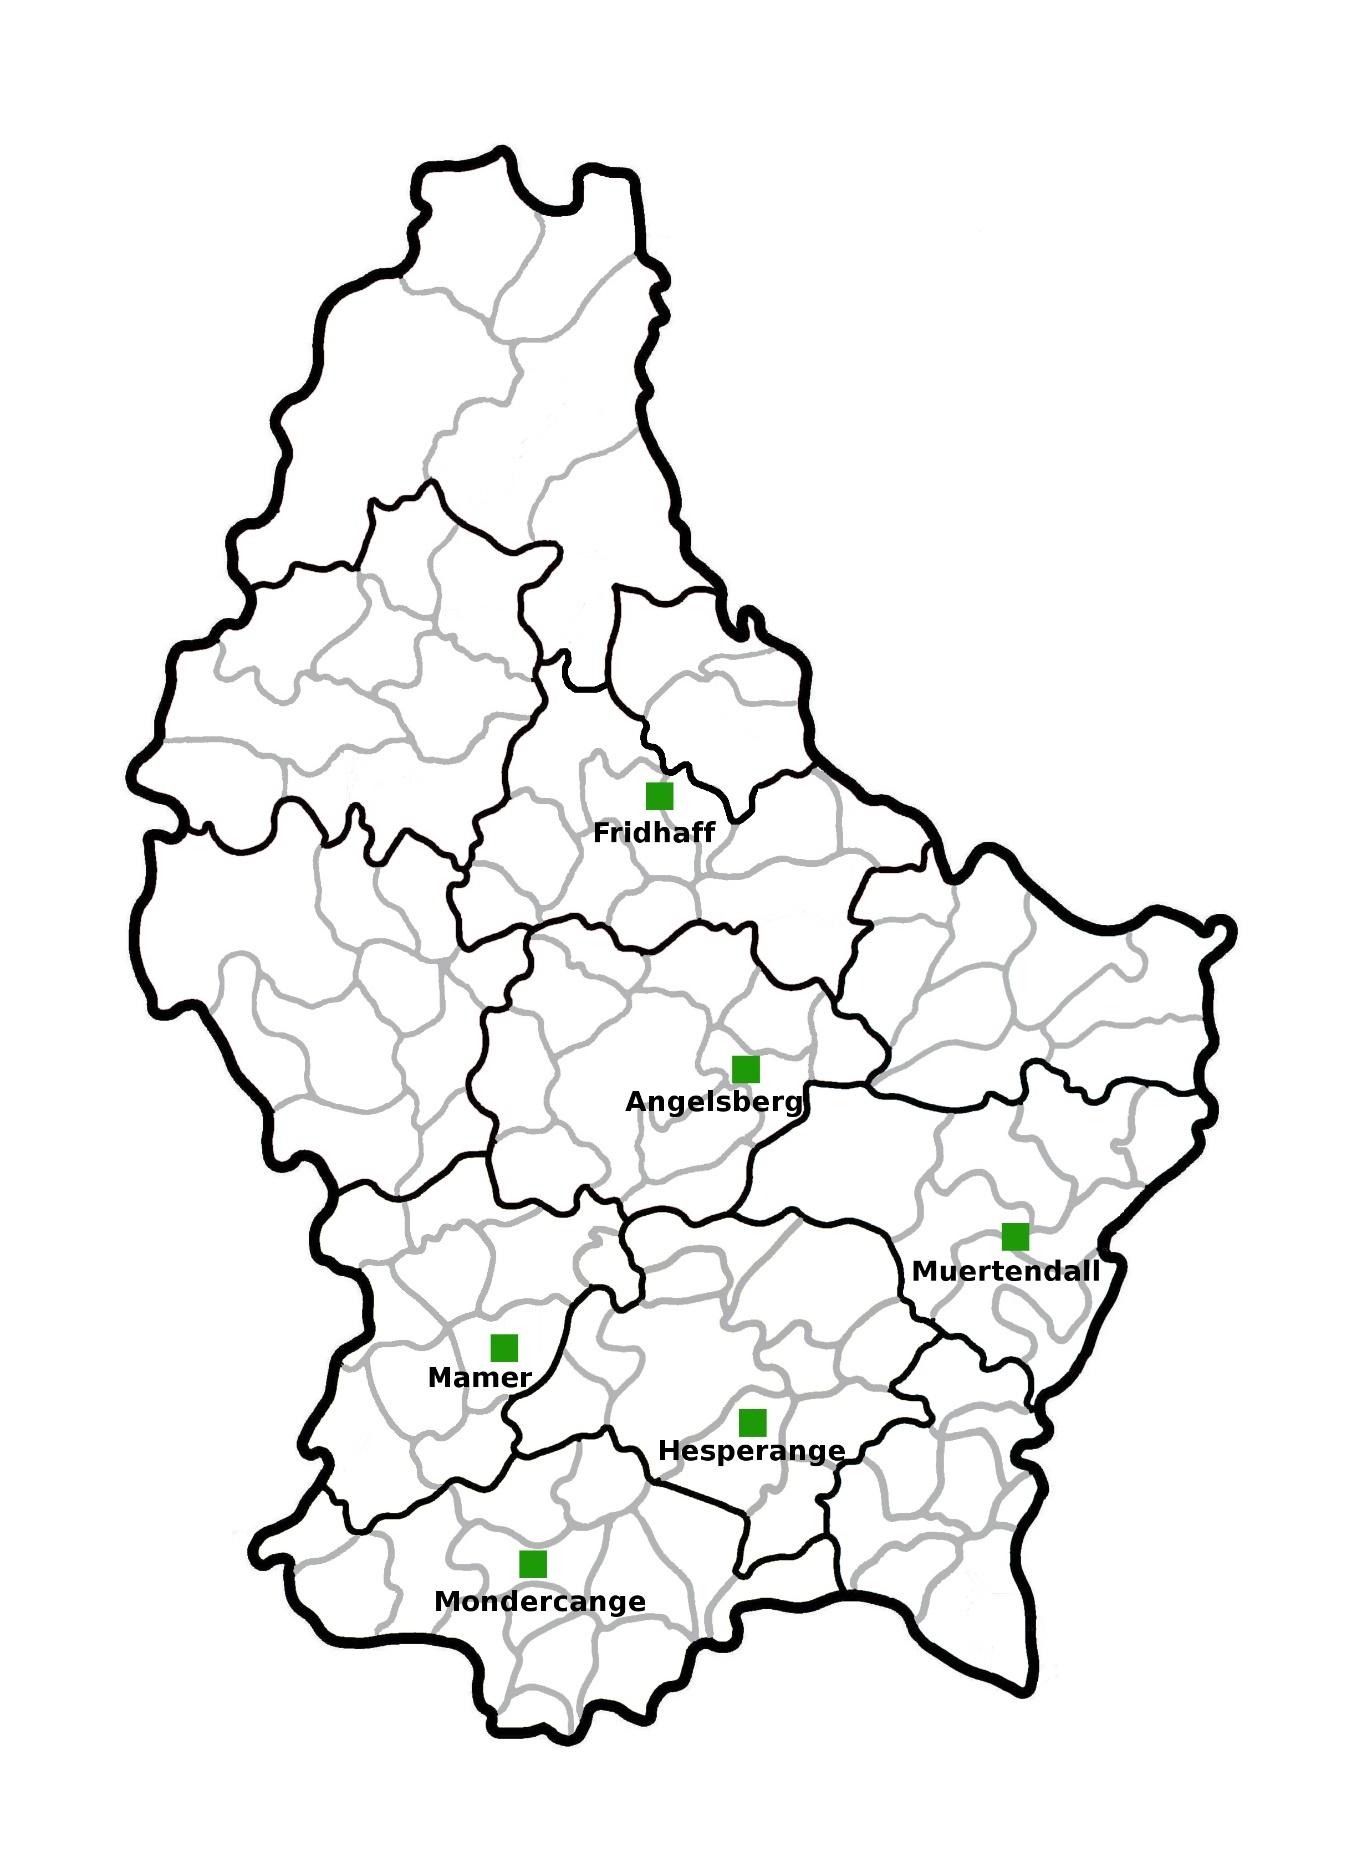 Fridhaff
Angelsberg
Muertendall
Mamer
Hesperange
Mondercange